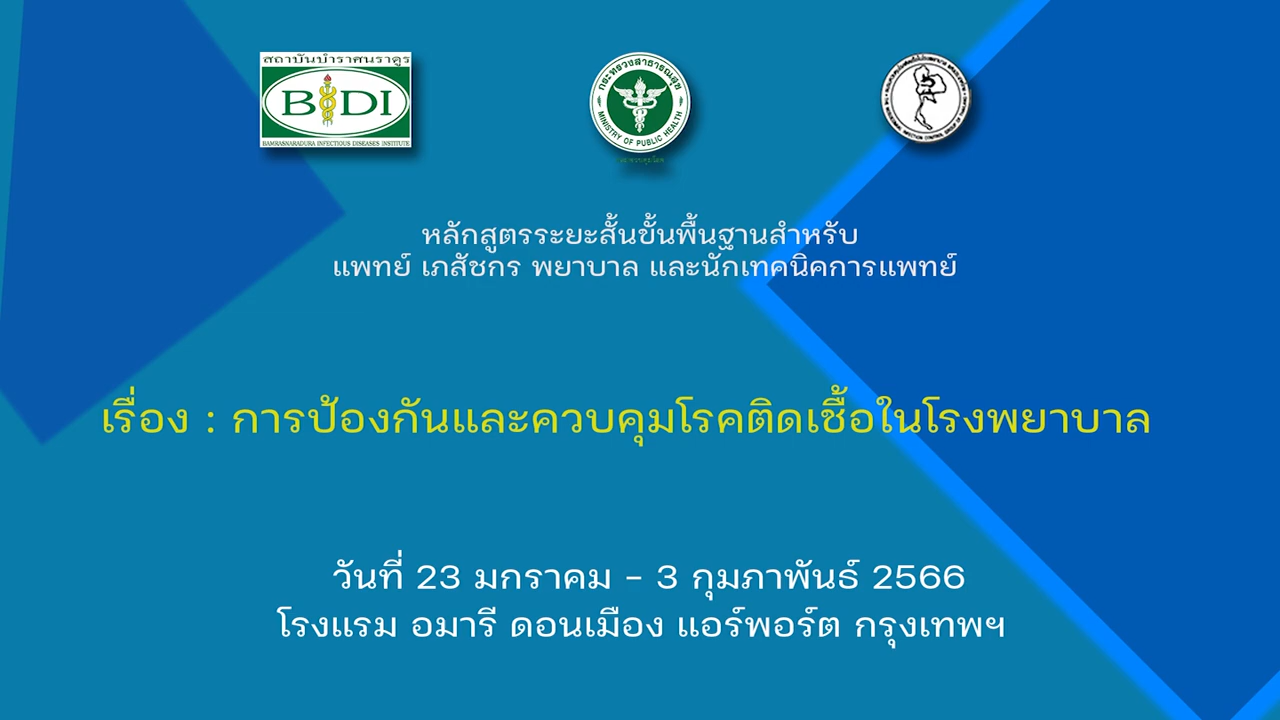 สถาบันบำราศนราดูร
BIDI
BAMRASNARADURA INFECTIOUS DISEASES INSTITUTE
กระทรวงสาธารณสุข
MINISTRY OF PUBLIC HEALTH
หลักสูตรระยะสั้นขั้นพื้นฐานสำหรับ
แพทย์ เภสัชกร พยาบาล และนักเทคนิคการแพทย์
เรื่อง : การป้องกันและควบคุมโรคติดเชื้อในโรงพยาบาล
วันที่ 23 มกราคม - 3 กุมภาพันธ์ 2566
โรงแรม อมารี ดอนเมือง แอร์พอร์ต กรุงเทพฯ